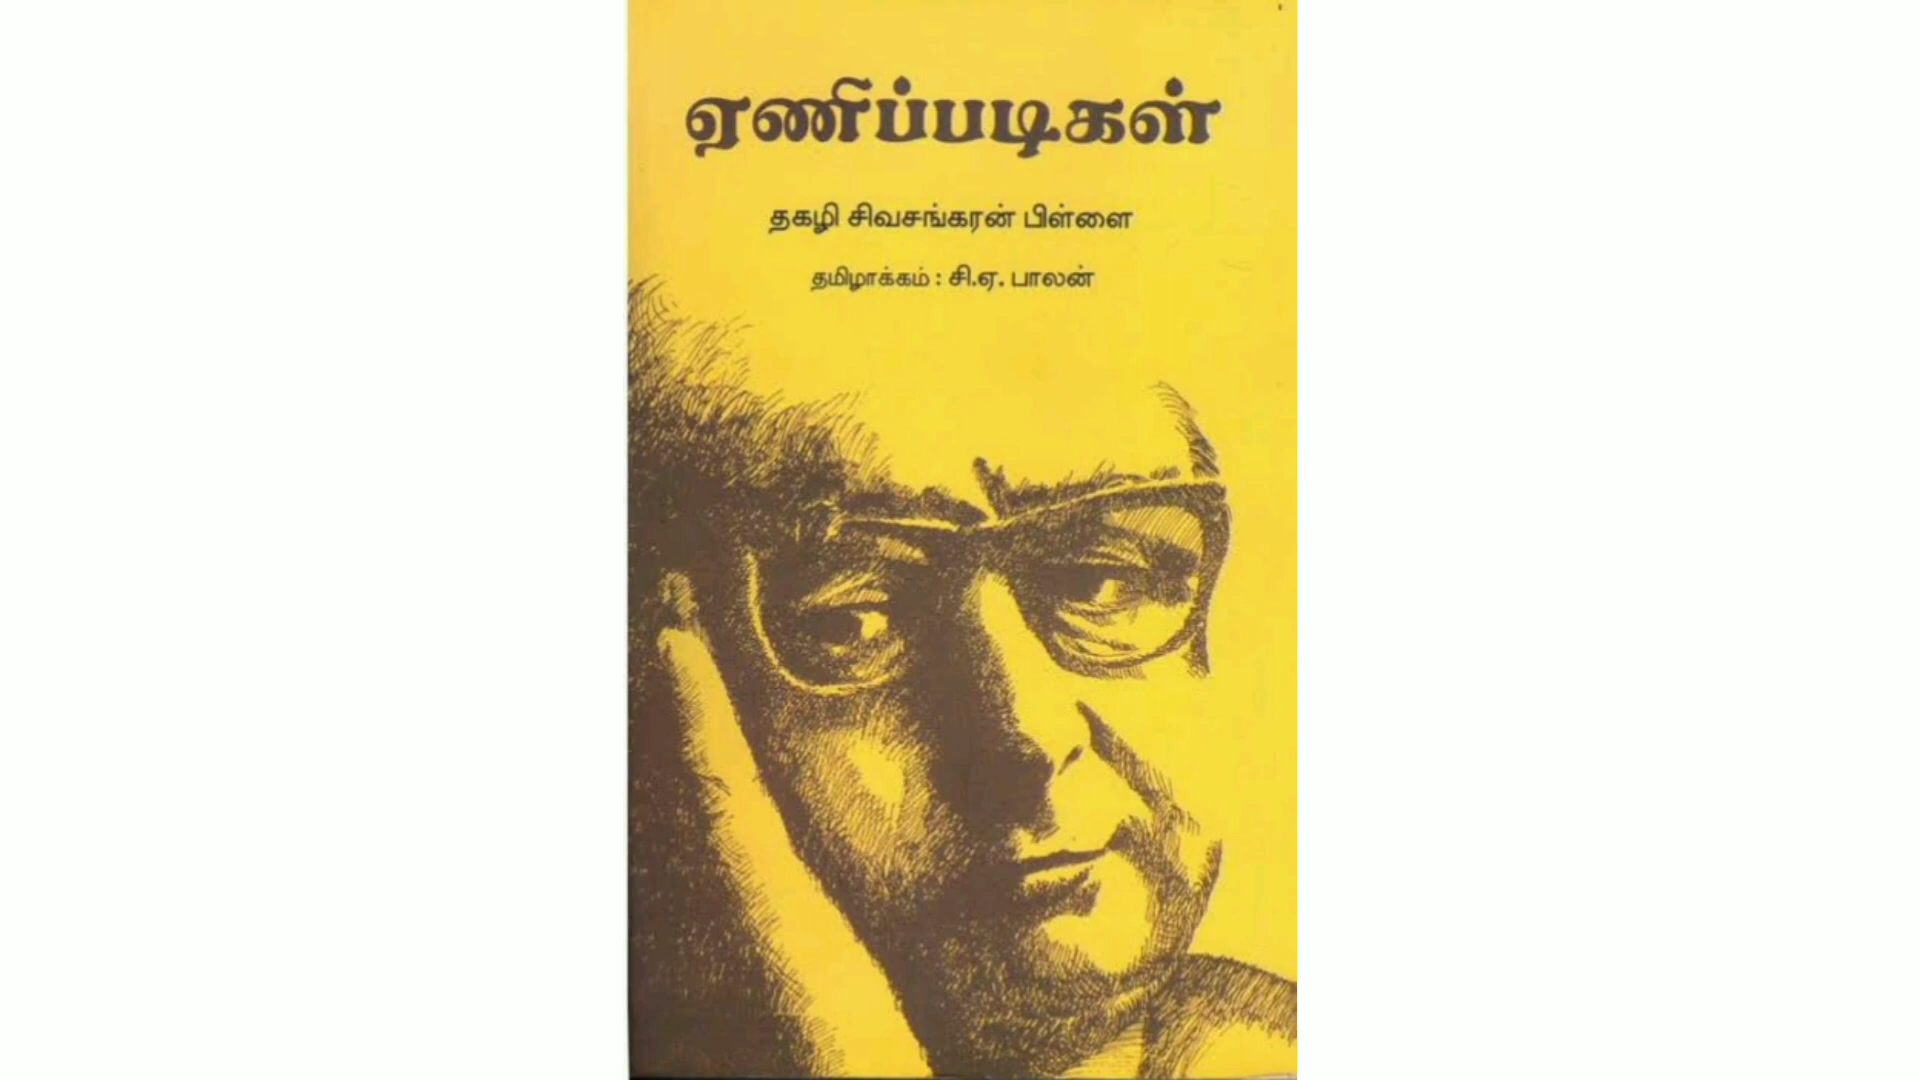 ஏணிப்படிகள்
தகழி சிவசங்கரன் பிள்ளை
தமிழாக்கம் : சி.ஏ. பாலன்